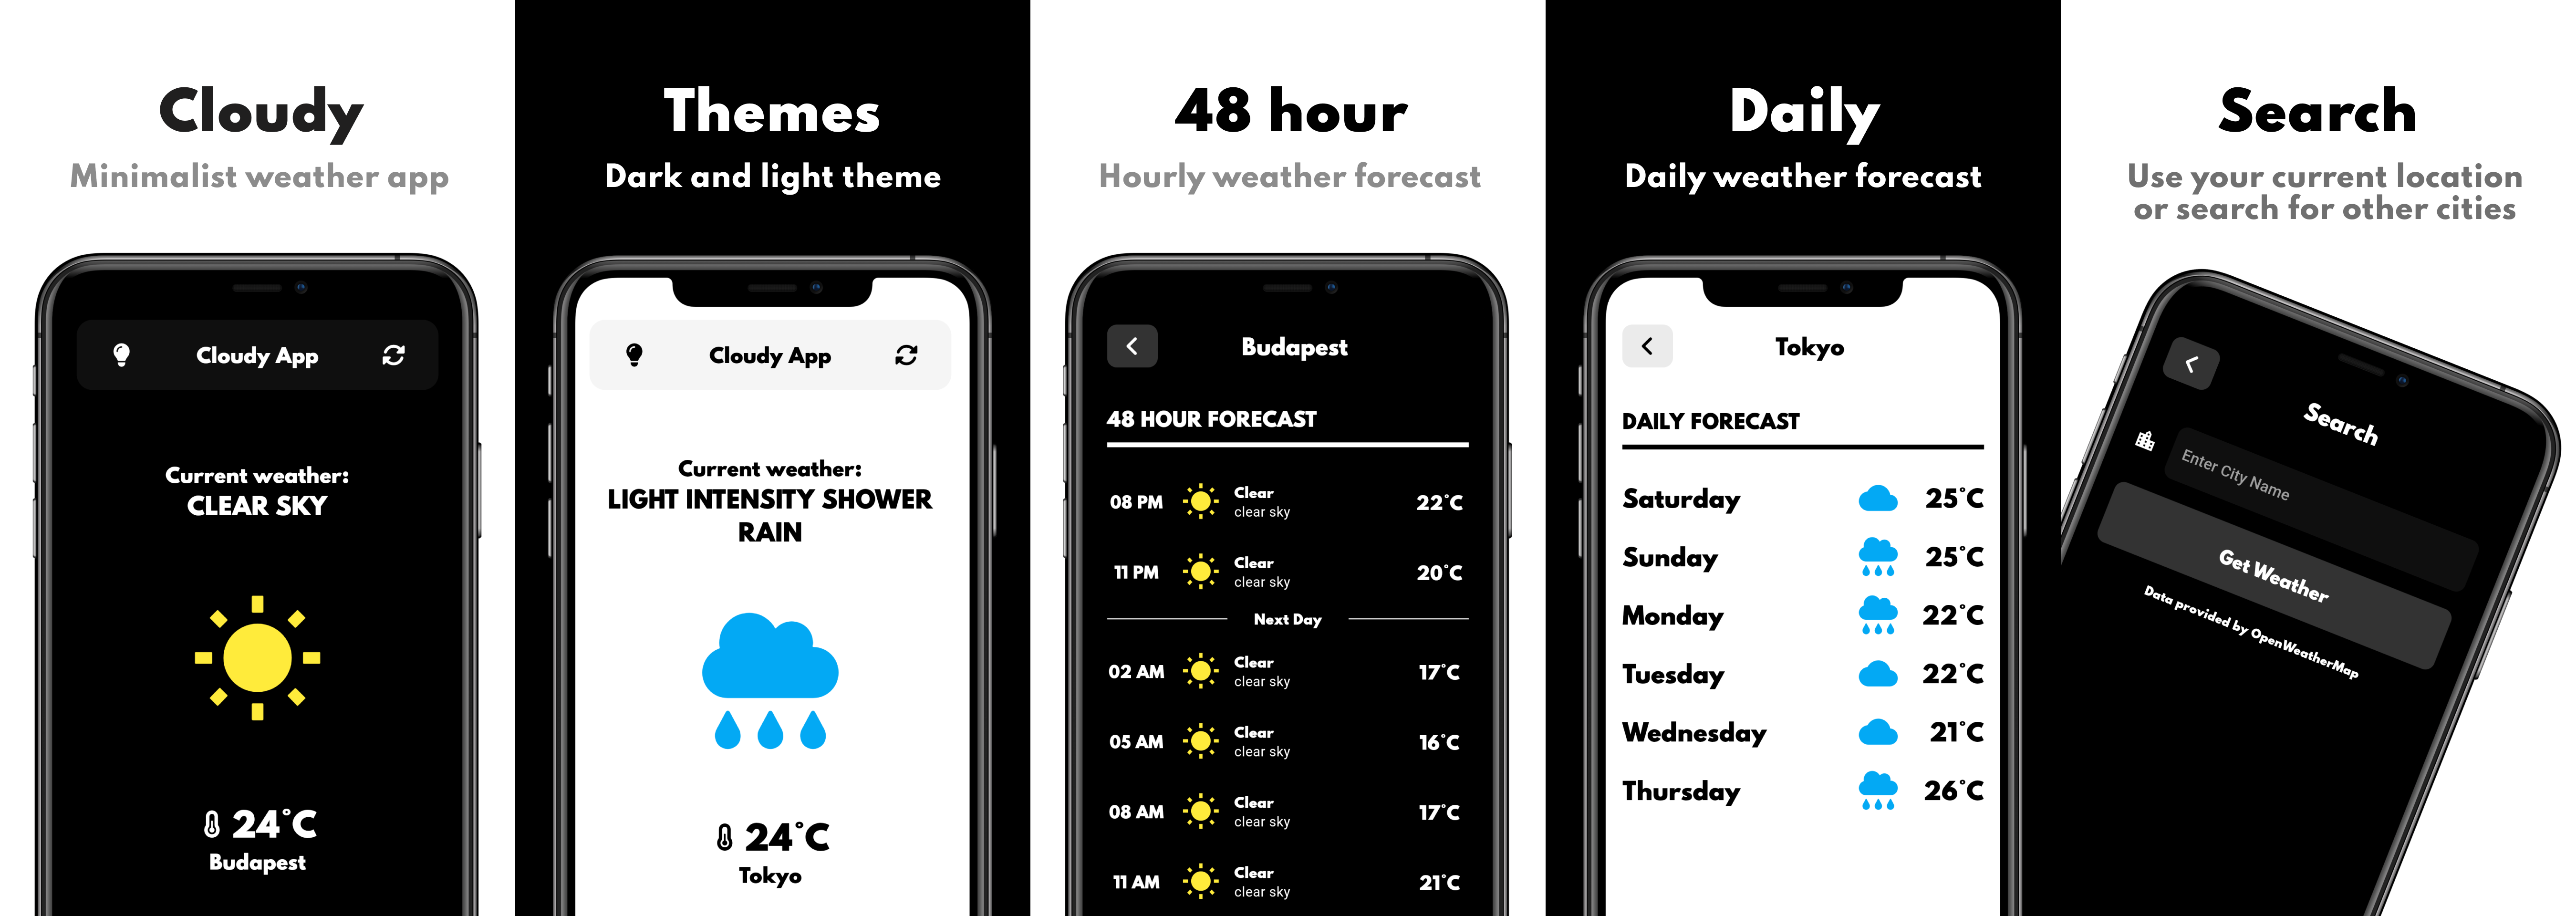 Cloudy
Minimalist weather app
Cloudy App
Current weather:
CLEAR SKY
24°C
Budapest
Themes
Dark and light theme
Cloudy App
Current weather:
LIGHT INTENSITY SHOWER
RAIN
24°C
Tokyo
48 hour
Hourly weather forecast
Budapest
48 HOUR FORECAST
08 PM Clear 22°C
clear sky
11 PM Clear 20°C
clear sky
Next Day
02 AM Clear 17°C
clear sky
05 AM Clear 16°C
clear sky
08 AM Clear 17°C
clear sky
11 AM Clear 21°C
clear sky
Daily
Daily weather forecast
Tokyo
DAILY FORECAST
Saturday 25°C
Sunday 25°C
Monday 22°C
Tuesday 22°C
Wednesday 21°C
Thursday 26°C
Search
Use your current location
or search for other cities
Search
Enter City Name
Get Weather
Data provided by OpenWeatherMap